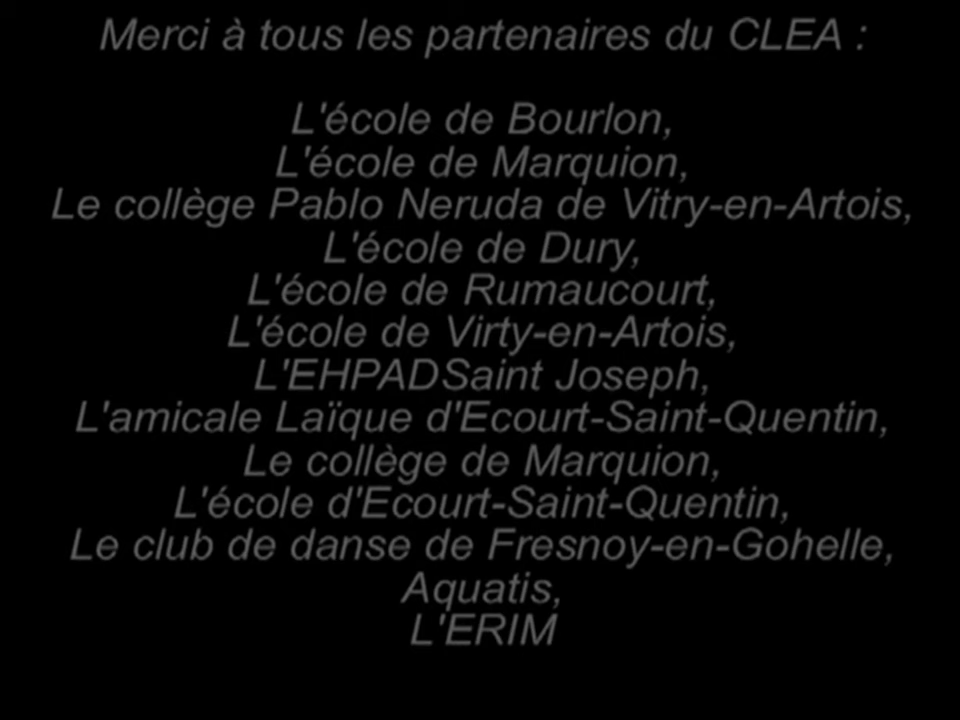 Merci à tous les partenaires du CLEA :
L'école de Bourlon,
L'école de Marquion,
Le collège Pablo Neruda de Vitry-en-Artois,
L'école de Dury,
L'école de Rumaucourt,
L'école de Virty-en-Artois,
L'EHPADSaint Joseph,
L'amicale Laïque d'Ecourt-Saint-Quentin,
Le collège de Marquion,
L'école d'Ecourt-Saint-Quentin,
Le club de danse de Fresnoy-en-Gohelle,
Aquatis,
L'ERIM